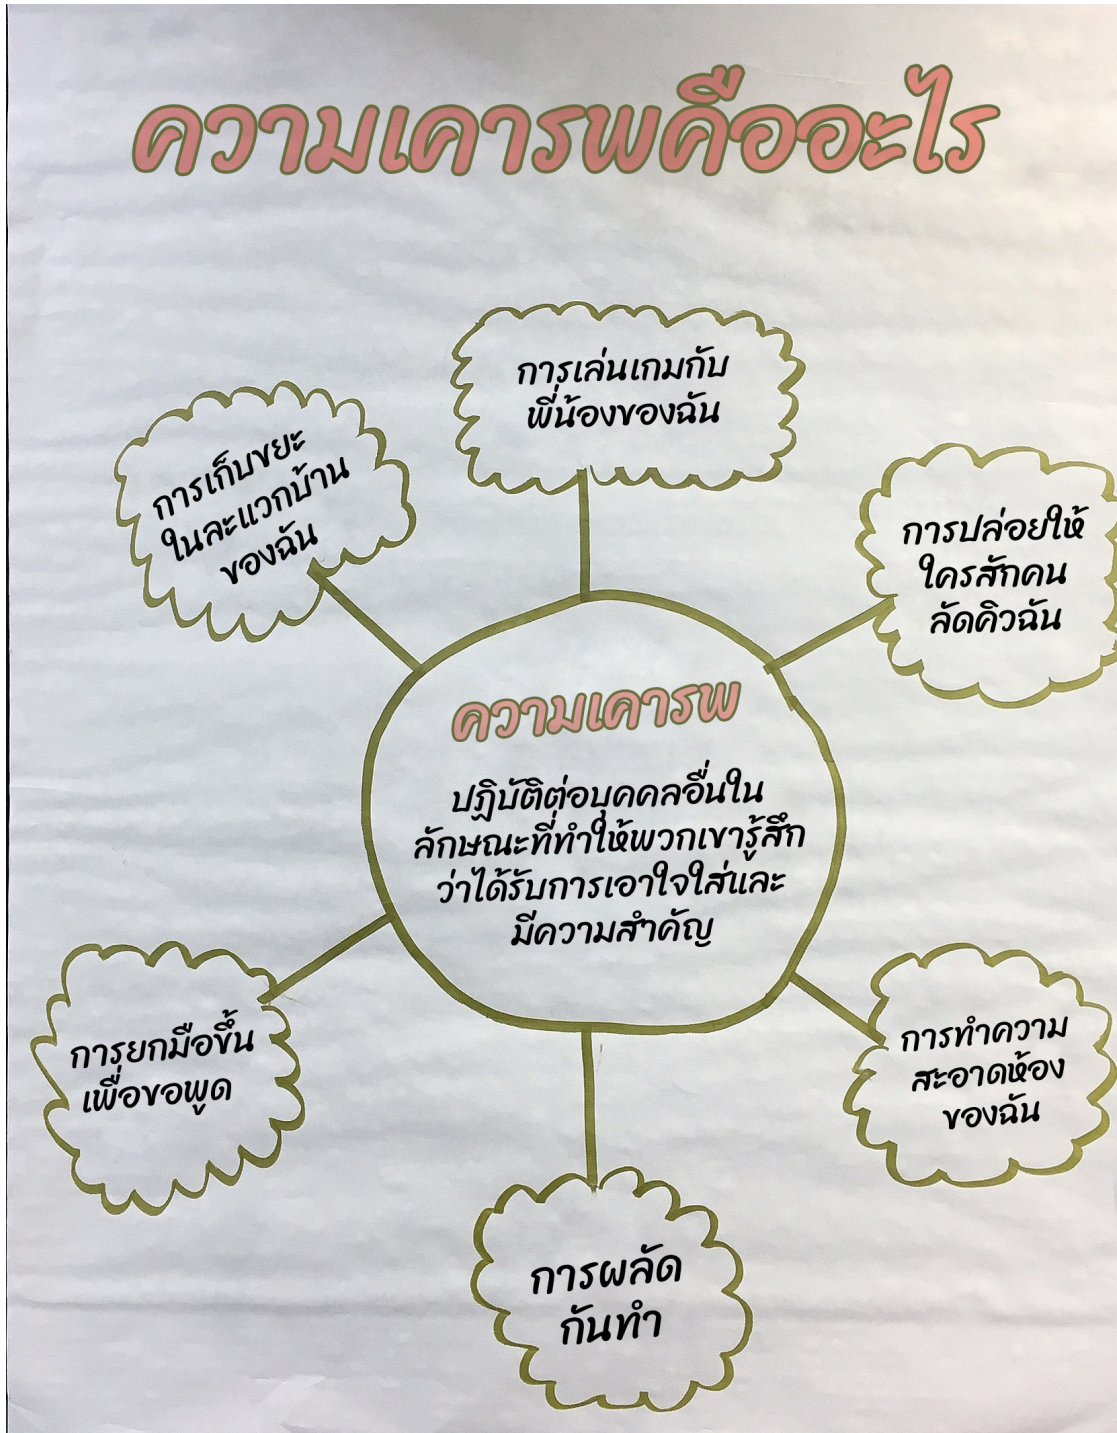 ความเคารพคืออะไร
การเล่นเกมกับ
พี่น้องของฉัน
การเก็บขยะ
ในละแวกบ้าน
ของฉัน
การปล่อยให้
ใครสักคน
ลัดคิวฉัน
ความเคารพ
ปฏิบัติต่อบุคคลอื่นใน
ลักษณะที่ทำให้พวกเขารู้สึก
ว่าได้รับการเอาใจใส่และ
มีความสำคัญ
การยกมือขึ้น
เพื่อขอพูด
การทำความ
สะอาดห้อง
ของฉัน
การผลัด
กันทำ